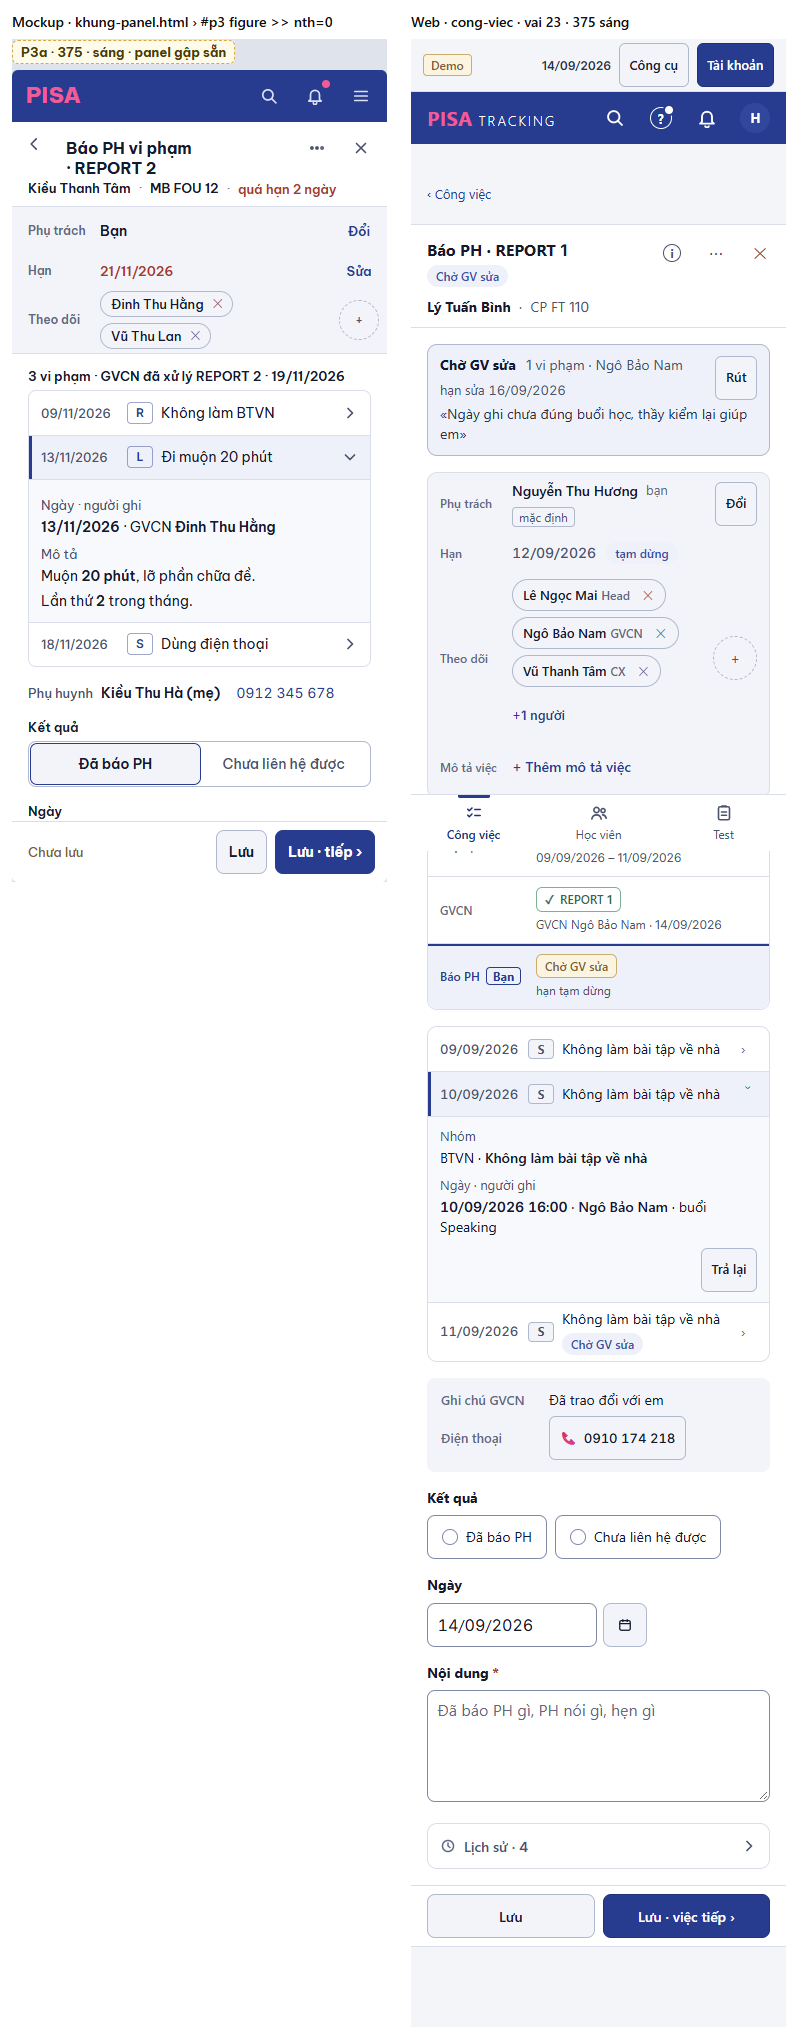 Mockup · khung-panel.html › #p3 figure >> nth=0
P3a · 375 · sáng · panel gập sẵn
PISA
Báo PH vi phạm
· REPORT 2
Kiều Thanh Tâm · MB FOU 12 · quá hạn 2 ngày
Phụ trách Bạn Đổi
Hạn 21/11/2026 Sửa
Theo dõi Đinh Thu Hằng ×
Vũ Thu Lan × +
3 vi phạm · GVCN đã xử lý REPORT 2 · 19/11/2026
09/11/2026 R Không làm BTVN
13/11/2026 L Đi muộn 20 phút
Ngày · người ghi
13/11/2026 · GVCN Đinh Thu Hằng
Mô tả
Muộn 20 phút, lỡ phần chữa đề.
Lần thứ 2 trong tháng.
18/11/2026 S Dùng điện thoại
Phụ huynh Kiều Thu Hà (mẹ) 0912 345 678
Kết quả
Đã báo PH Chưa liên hệ được
Ngày
Chưa lưu Lưu Lưu · tiếp ›
Web · cong-viec · vai 23 · 375 sáng
Demo 14/09/2026 Công cụ Tài khoản
PISA TRACKING ? H
‹ Công việc
Báo PH · REPORT 1
Chờ GV sửa
Lý Tuấn Bình · CP FT 110
Chờ GV sửa 1 vi phạm · Ngô Bảo Nam
hạn sửa 16/09/2026 Rút
«Ngày ghi chưa đúng buổi học, thầy kiểm lại giúp
em»
Phụ trách Nguyễn Thu Hương bạn
mặc định Đổi
Hạn 12/09/2026 tạm dừng
Theo dõi Lê Ngọc Mai Head ×
Ngô Bảo Nam GVCN ×
Vũ Thanh Tâm CX × +
+1 người
Mô tả việc + Thêm mô tả việc
Công việc Học viên Test
09/09/2026 – 11/09/2026
GVCN ✓ REPORT 1
GVCN Ngô Bảo Nam · 14/09/2026
Báo PH Bạn Chờ GV sửa
hạn tạm dừng
09/09/2026 S Không làm bài tập về nhà ›
10/09/2026 S Không làm bài tập về nhà
Nhóm
BTVN · Không làm bài tập về nhà
Ngày · người ghi
10/09/2026 16:00 · Ngô Bảo Nam · buổi
Speaking
Trả lại
11/09/2026 S Không làm bài tập về nhà ›
Chờ GV sửa
Ghi chú GVCN Đã trao đổi với em
Điện thoại 0910 174 218
Kết quả
Đã báo PH Chưa liên hệ được
Ngày
14/09/2026
Nội dung *
Đã báo PH gì, PH nói gì, hẹn gì
Lịch sử · 4
Lưu Lưu · việc tiếp ›